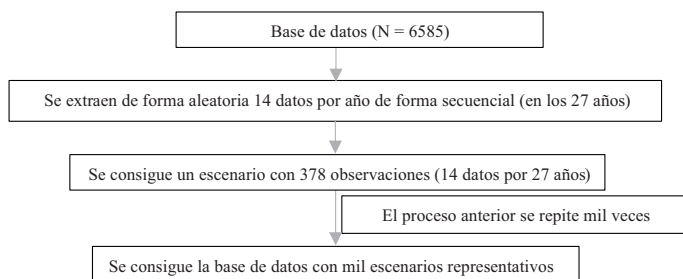 Base de datos (N = 6585)
Se extraen de forma aleatoria 14 datos por año de forma secuencial (en los 27 años)
Se consigue un escenario con 378 observaciones (14 datos por 27 años)
El proceso anterior se repite mil veces
Se consigue la base de datos con mil escenarios representativos